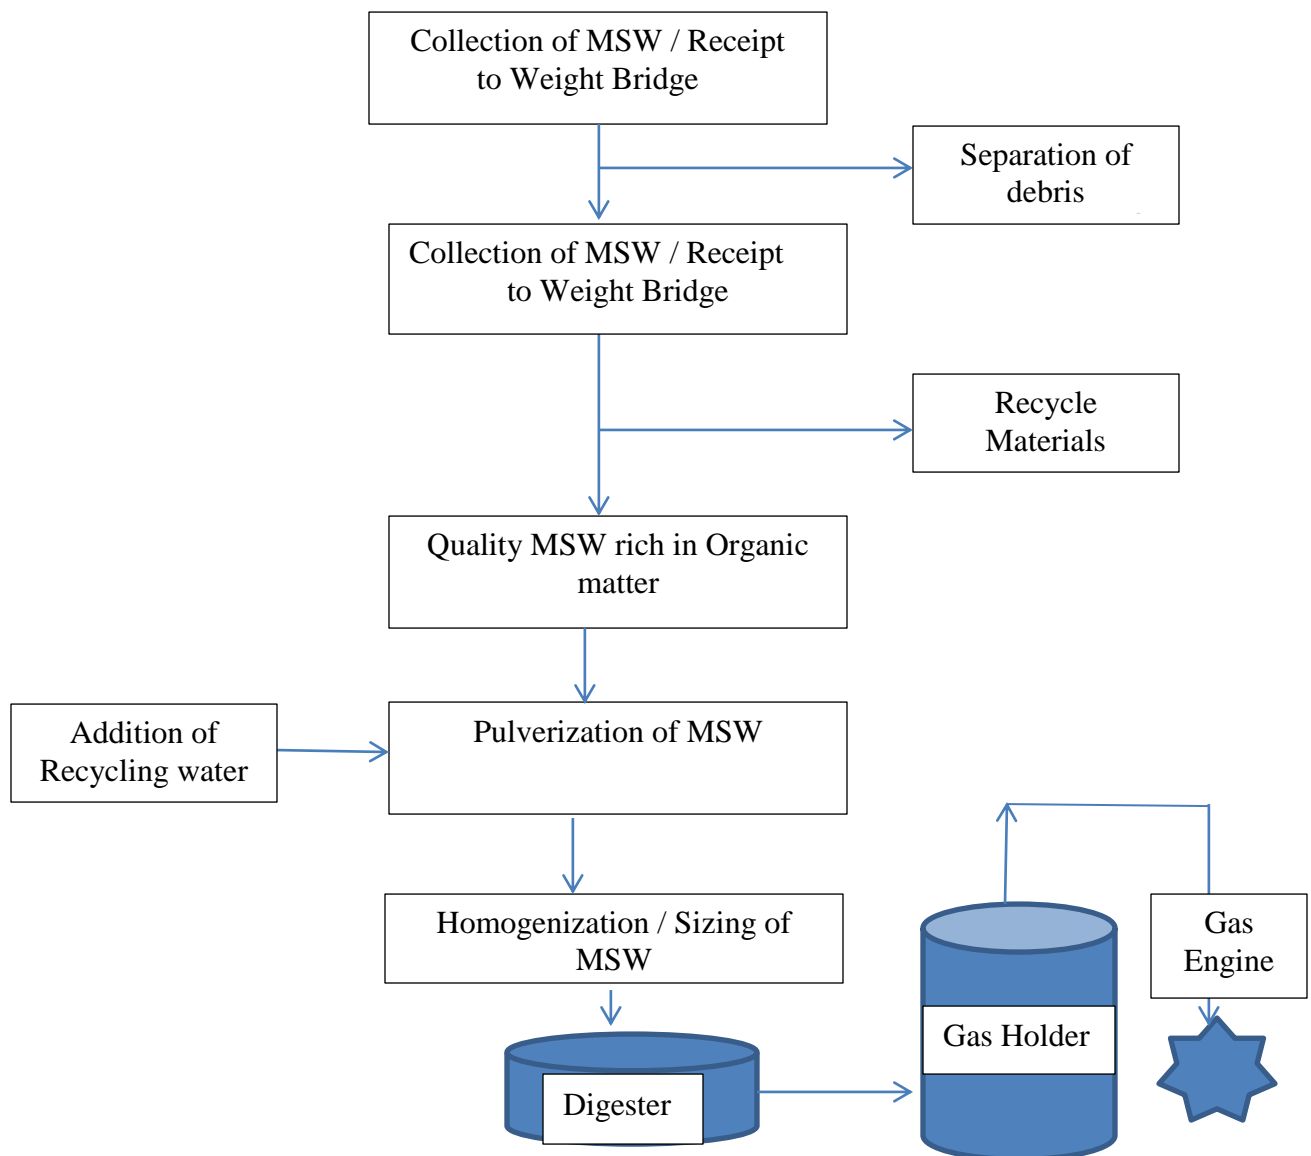 Collection of MSW / Receipt
to Weight Bridge
Separation of
debris
Collection of MSW / Receipt
to Weight Bridge
Recycle
Materials
Quality MSW rich in Organic
matter
Addition of
Recycling water
Pulverization of MSW
Homogenization / Sizing of
MSW
Gas
Engine
Gas Holder
Digester